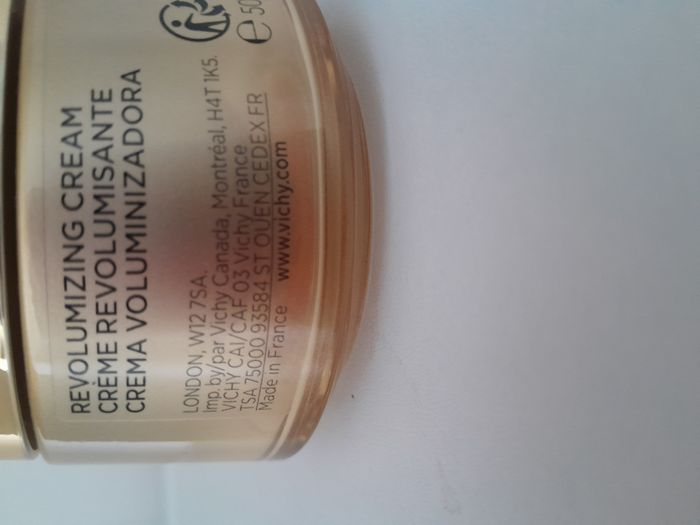 REVOLUMIZING CREAM
CRÈME REVOLUMISANTE
CREMA VOLUMINIZADORA
LONDON, W12 7SA.
Imp. by/par Vichy Canada, Montréal, H4T 1K5.
VICHY CAI/CAF 03 Vichy France
TSA 75000 93584 ST OUEN CEDEX FR
Made in France www.vichy.com
℮ 50